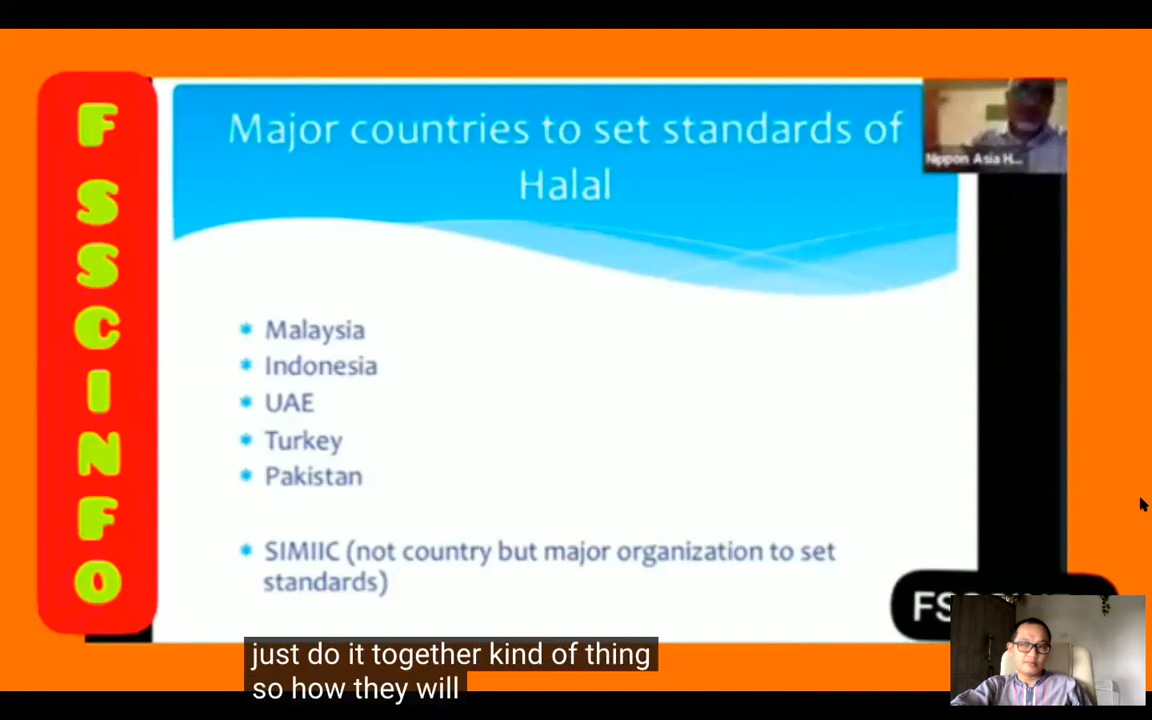 FSSCINFO
Major countries to set standards of
Halal
Nippon Asia H...
Malaysia
Indonesia
UAE
Turkey
Pakistan
SIMIIC (not country but major organization to set
standards)
just do it together kind of thing
so how they will